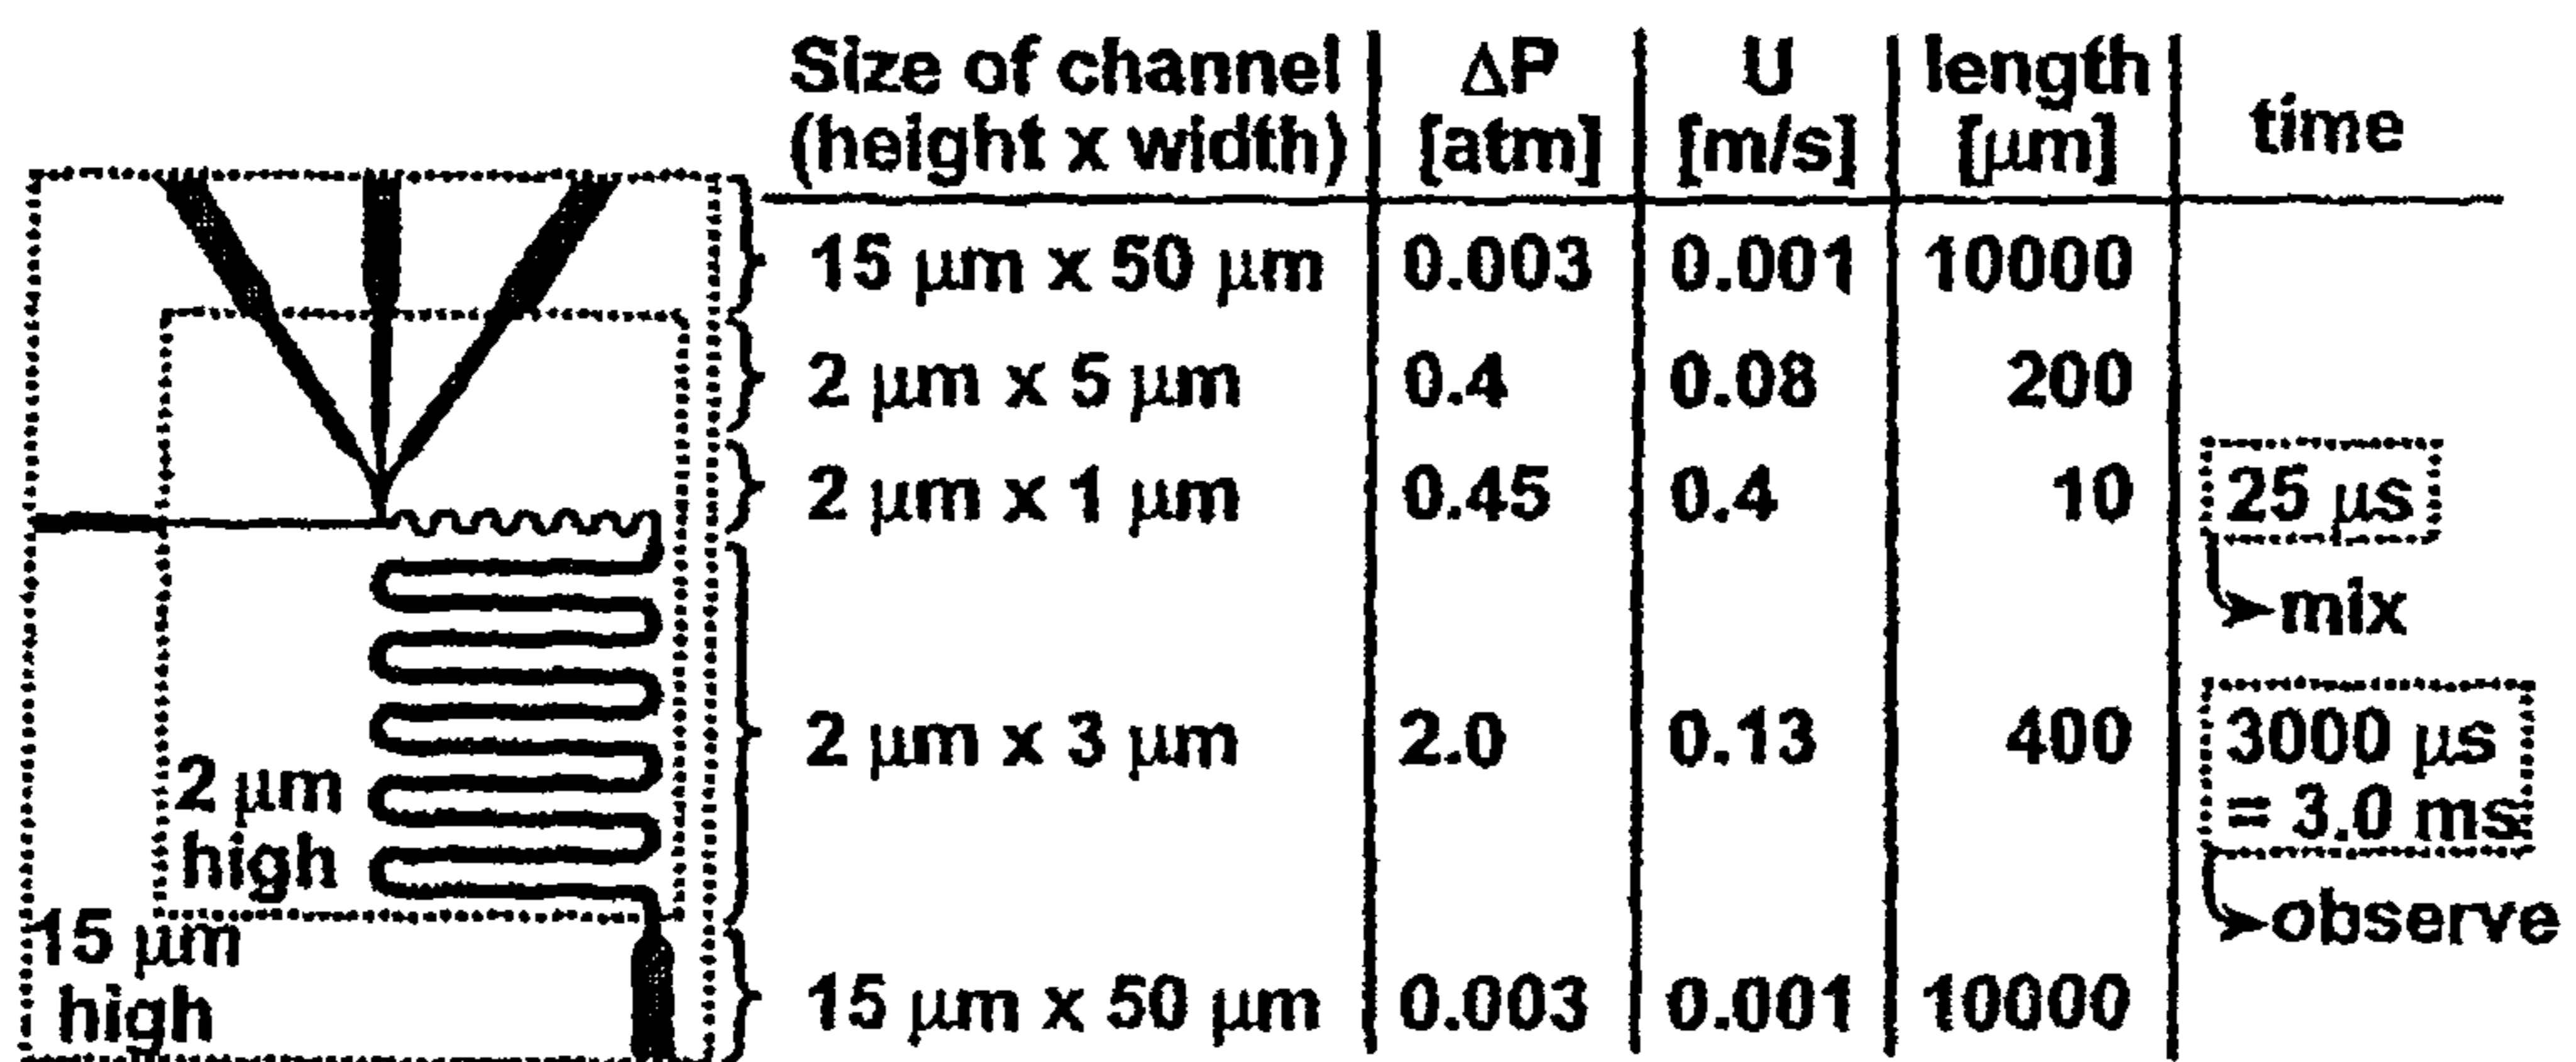 Size of channel (height x width) | ΔP [atm] | U [m/s] | length [μm] | time
15 μm x 50 μm | 0.003 | 0.001 | 10000
2 μm x 5 μm | 0.4 | 0.08 | 200
2 μm x 1 μm | 0.45 | 0.4 | 10 | 25 μs
mix
2 μm x 3 μm | 2.0 | 0.13 | 400 | 3000 μs = 3.0 ms
observe
15 μm x 50 μm | 0.003 | 0.001 | 10000
2 μm
high
15 μm
high